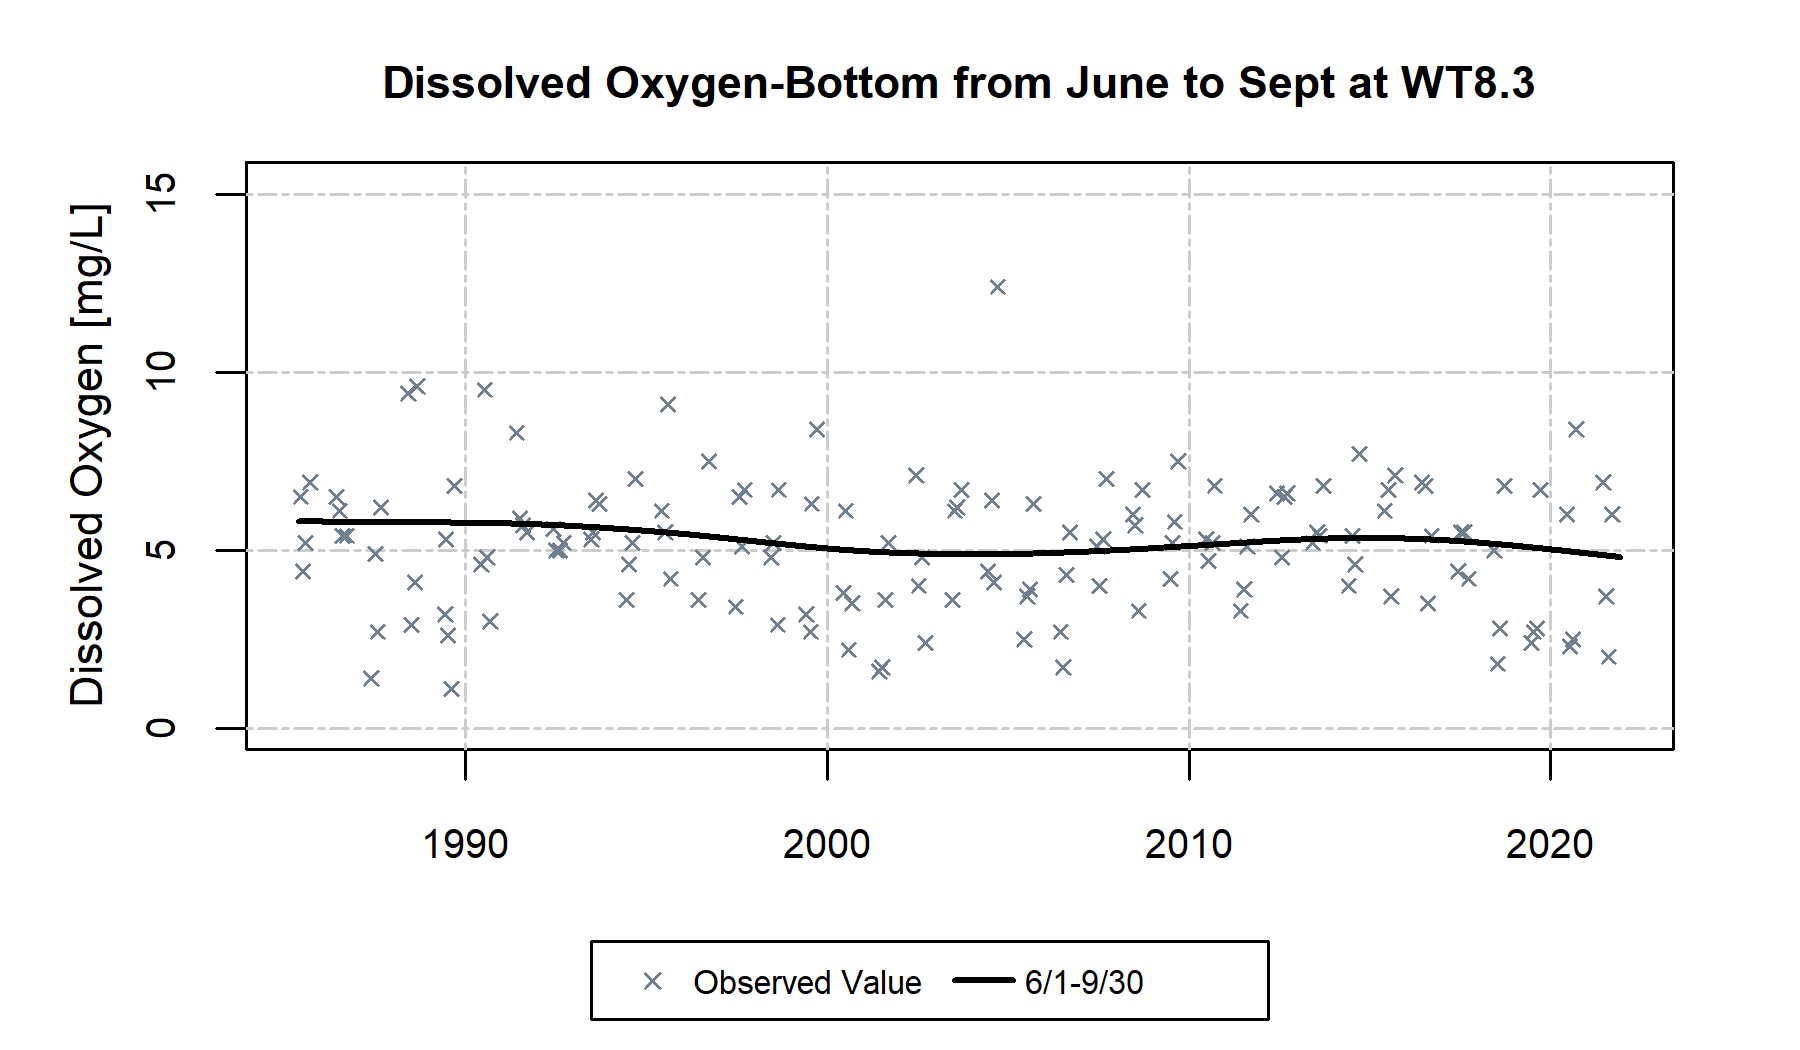 Dissolved Oxygen-Bottom from June to Sept at WT8.3
Dissolved Oxygen [mg/L]
15
10
5
0
1990 2000 2010 2020
Observed Value 6/1-9/30